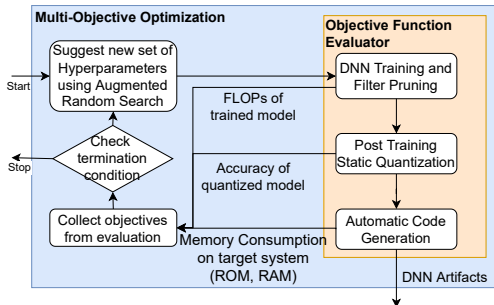 Multi-Objective Optimization
Objective Function
Evaluator
Suggest new set of
Hyperparameters
using Augmented
Random Search
Start
DNN Training and
Filter Pruning
FLOPs of
trained model
Check
termination
condition
Stop
Post Training
Static Quantization
Accuracy of
quantized model
Collect objectives
from evaluation
Automatic Code
Generation
Memory Consumption
on target system
(ROM, RAM)
DNN Artifacts